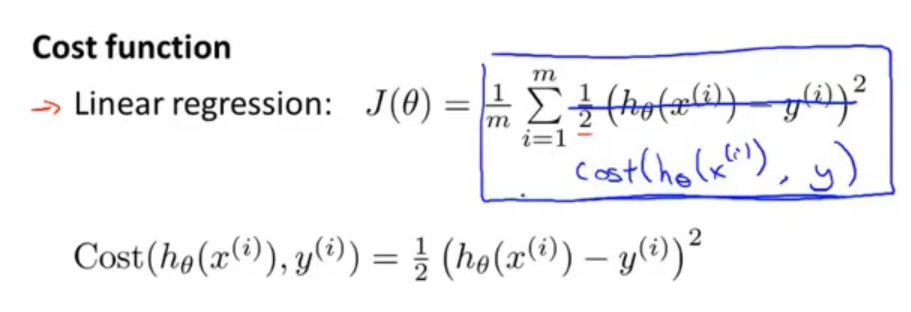 Cost function
→ Linear regression: J(θ) = 1/m ∑_{i=1}^{m} 1/2 (h_θ(x^{(i)}) − y^{(i)})^2
cost(h_θ(x^{(i)}), y)
Cost(h_θ(x^{(i)}), y^{(i)}) = 1/2 (h_θ(x^{(i)}) − y^{(i)})^2